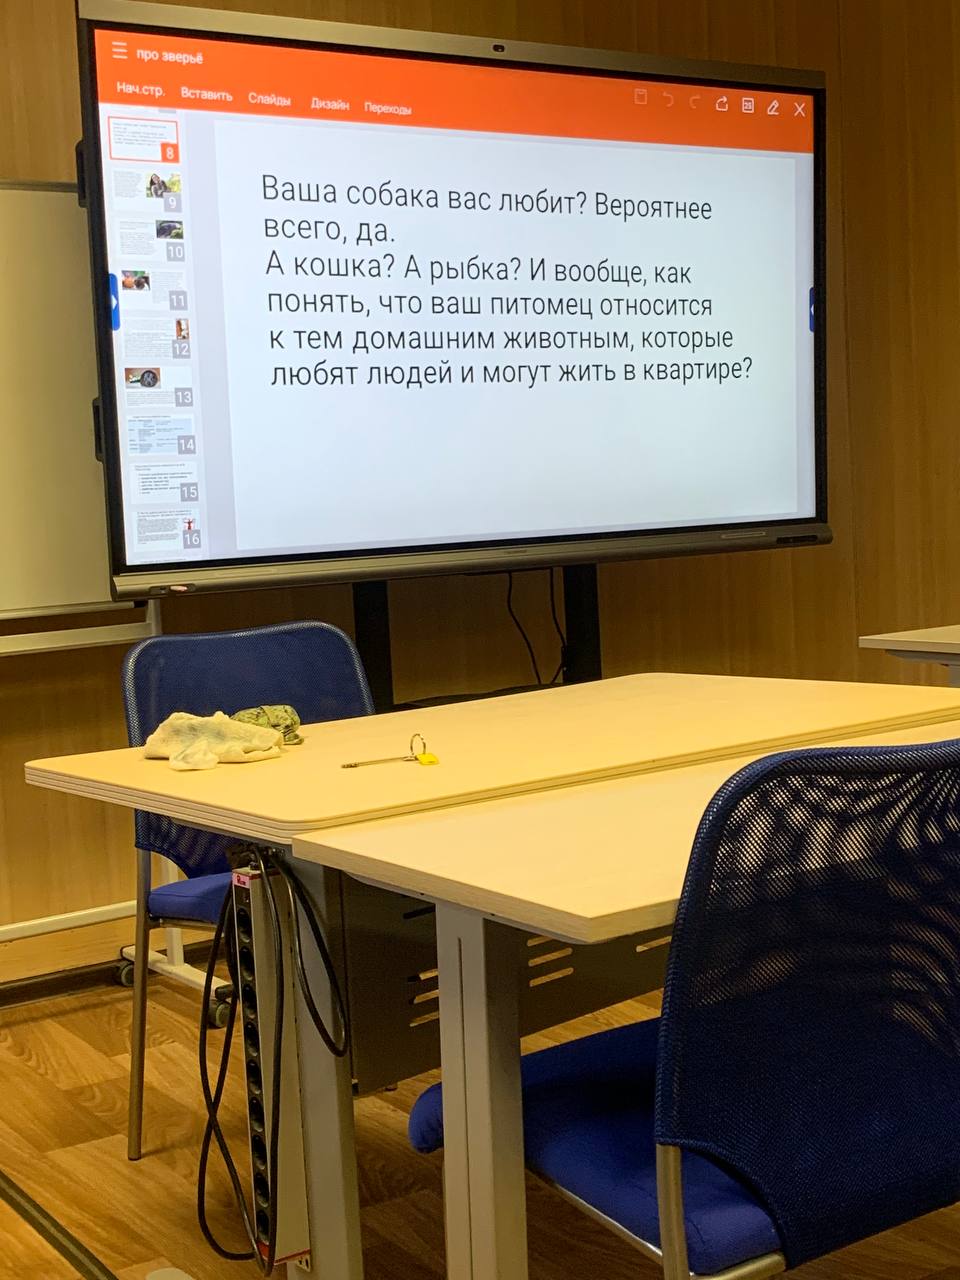 про зверьё
Нач.стр. Вставить Слайды Дизайн Переходы
25
8
9
10
11
12
13
14
15
16
Ваша собака вас любит? Вероятнее
всего, да.
А кошка? А рыбка? И вообще, как
понять, что ваш питомец относится
к тем домашним животным, которые
любят людей и могут жить в квартире?